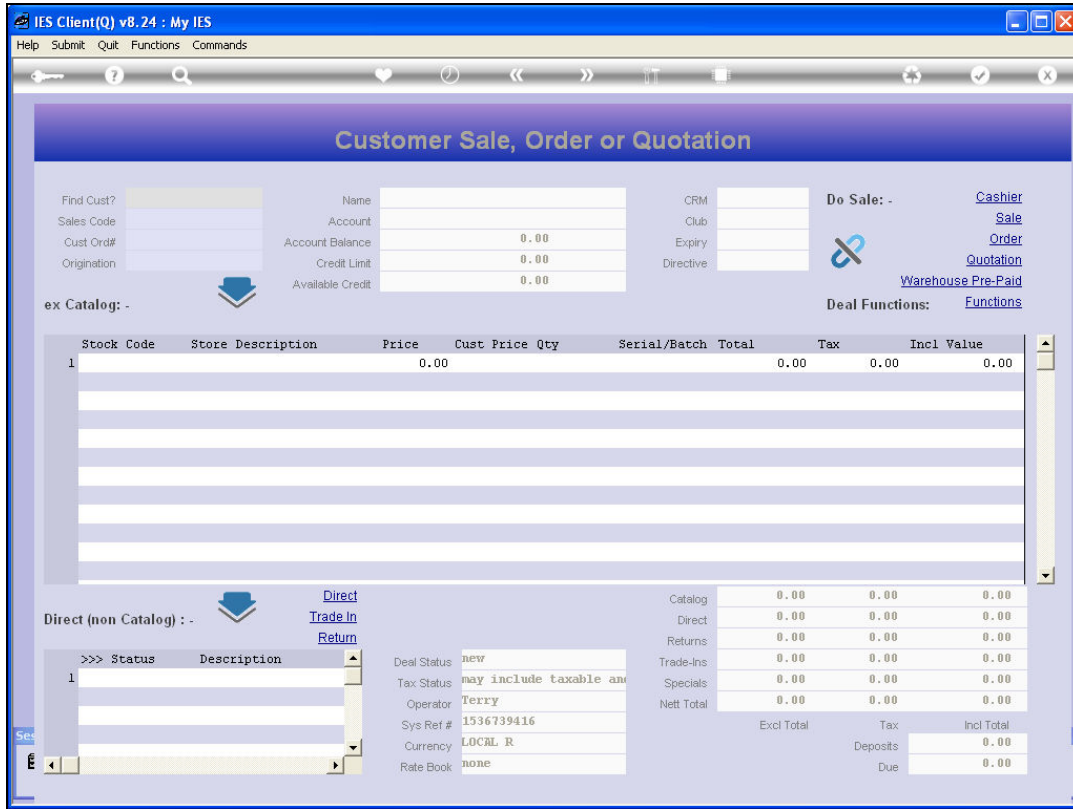 IES Client(Q) v8.24 : My IES
Help Submit Quit Functions Commands
Customer Sale, Order or Quotation
Find Cust? Name CRM Do Sale: - Cashier
Sales Code Account Club Sale
Cust Ord# Account Balance 0.00 Expiry Order
Origination Credit Limit 0.00 Directive Quotation
Available Credit 0.00 Warehouse Pre-Paid
ex Catalog: - Deal Functions: Functions
Stock Code Store Description Price Cust Price Qty Serial/Batch Total Tax Incl Value
1 0.00 0.00 0.00 0.00
Direct (non Catalog) : - Direct
Trade In
Return
Catalog 0.00 0.00 0.00
Direct 0.00 0.00 0.00
Returns 0.00 0.00 0.00
>>> Status Description
1
Deal Status new Trade-Ins 0.00 0.00 0.00
Tax Status may include taxable an Specials 0.00 0.00 0.00
Operator Terry Nett Total 0.00 0.00 0.00
Sys Ref # 1536739416 Excl Total Tax Incl Total
Currency LOCAL R Deposits 0.00
Rate Book none Due 0.00